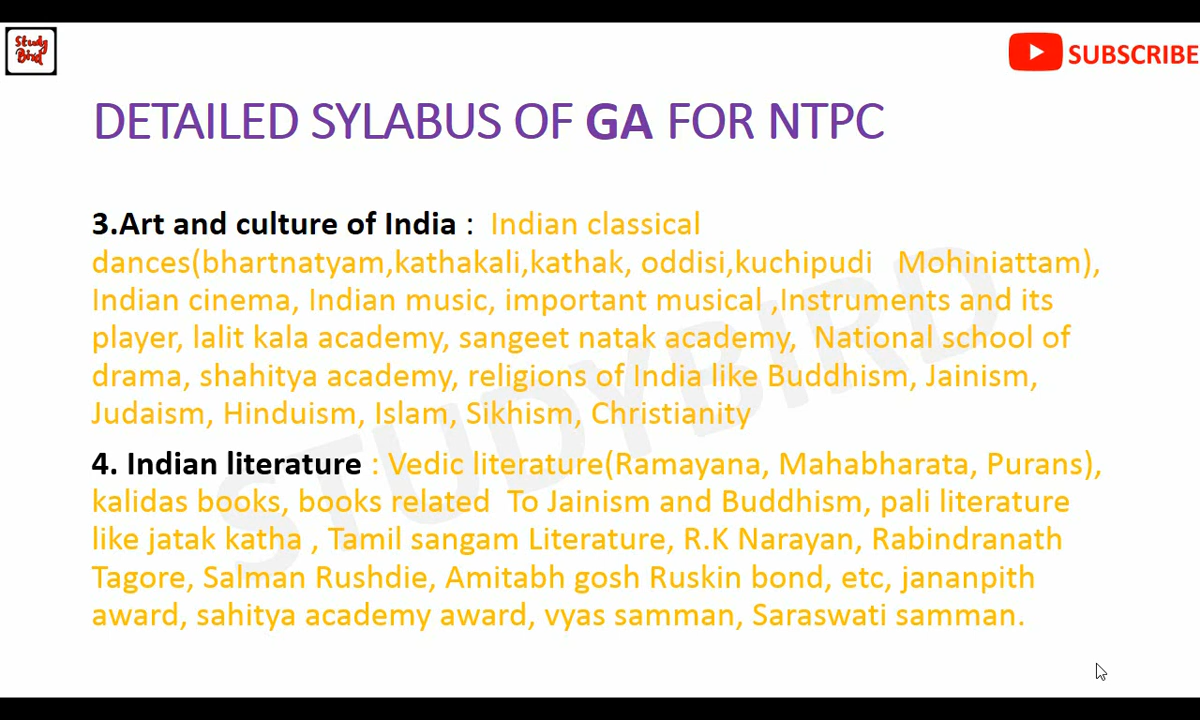 Study
Bird
SUBSCRIBE
DETAILED SYLABUS OF GA FOR NTPC
3.Art and culture of India : Indian classical
dances(bhartnatyam,kathakali,kathak, oddisi,kuchipudi Mohiniattam),
Indian cinema, Indian music, important musical ,Instruments and its
player, lalit kala academy, sangeet natak academy, National school of
drama, shahitya academy, religions of India like Buddhism, Jainism,
Judaism, Hinduism, Islam, Sikhism, Christianity
4. Indian literature : Vedic literature(Ramayana, Mahabharata, Purans),
kalidas books, books related To Jainism and Buddhism, pali literature
like jatak katha , Tamil sangam Literature, R.K Narayan, Rabindranath
Tagore, Salman Rushdie, Amitabh gosh Ruskin bond, etc, jananpith
award, sahitya academy award, vyas samman, Saraswati samman.
STUDYBIRD